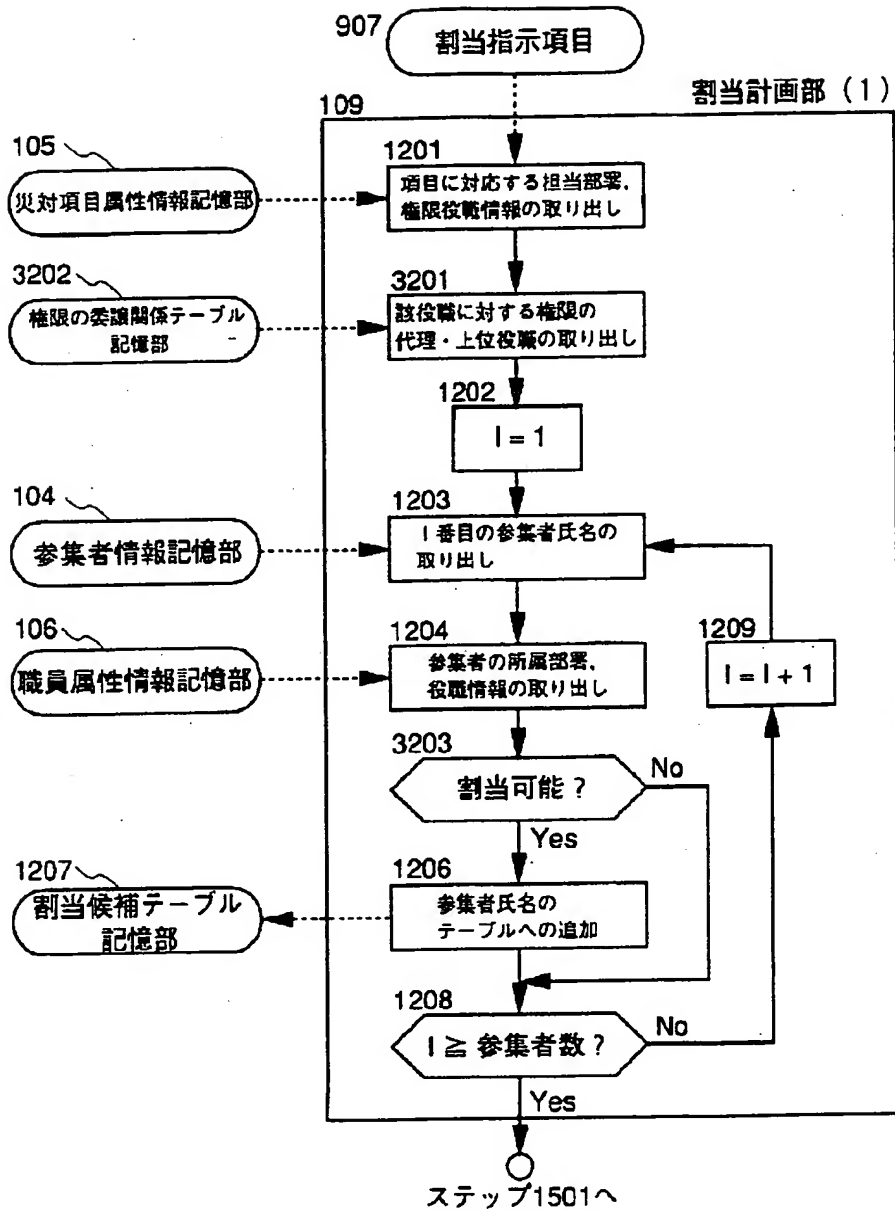 907
割当指示項目
109
割当計画部（1）
105
災対項目属性情報記憶部
1201
項目に対応する担当部署,
権限役職情報の取り出し
3202
権限の委譲関係テーブル
記憶部
3201
該役職に対する権限の
代理・上位役職の取り出し
1202
I = 1
104
参集者情報記憶部
1203
I 番目の参集者氏名の
取り出し
106
職員属性情報記憶部
1204
参集者の所属部署,
役職情報の取り出し
1209
I = I + 1
3203
割当可能？
No
Yes
1207
割当候補テーブル
記憶部
1206
参集者氏名の
テーブルへの追加
1208
I ≧ 参集者数？
No
Yes
ステップ1501へ